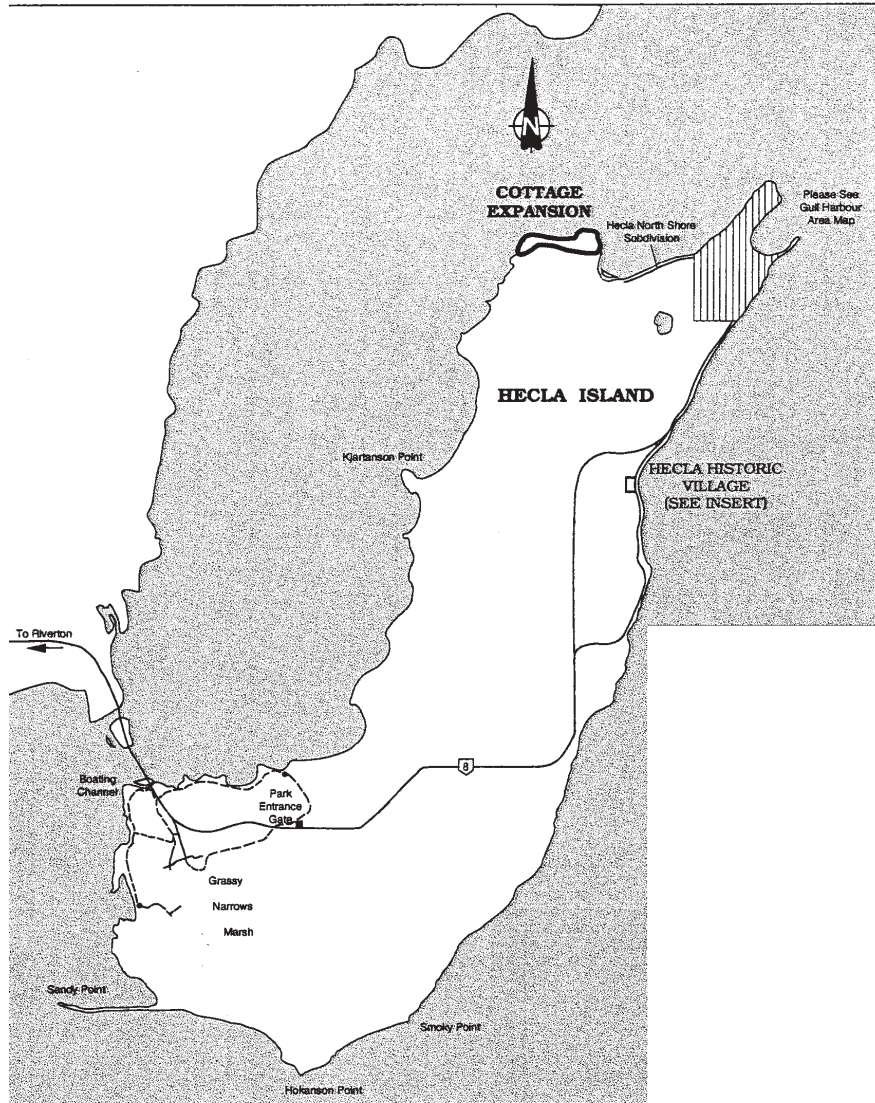 N
COTTAGE
EXPANSION
Hecla North Shore
Subdivision
Please See
Gull Harbour
Area Map
HECLA ISLAND
Kjartanson Point
HECLA HISTORIC
VILLAGE
(SEE INSERT)
To Riverton
8
Boating
Channel
Park
Entrance
Gate
Grassy
Narrows
Marsh
Sandy Point
Smoky Point
Hokanson Point